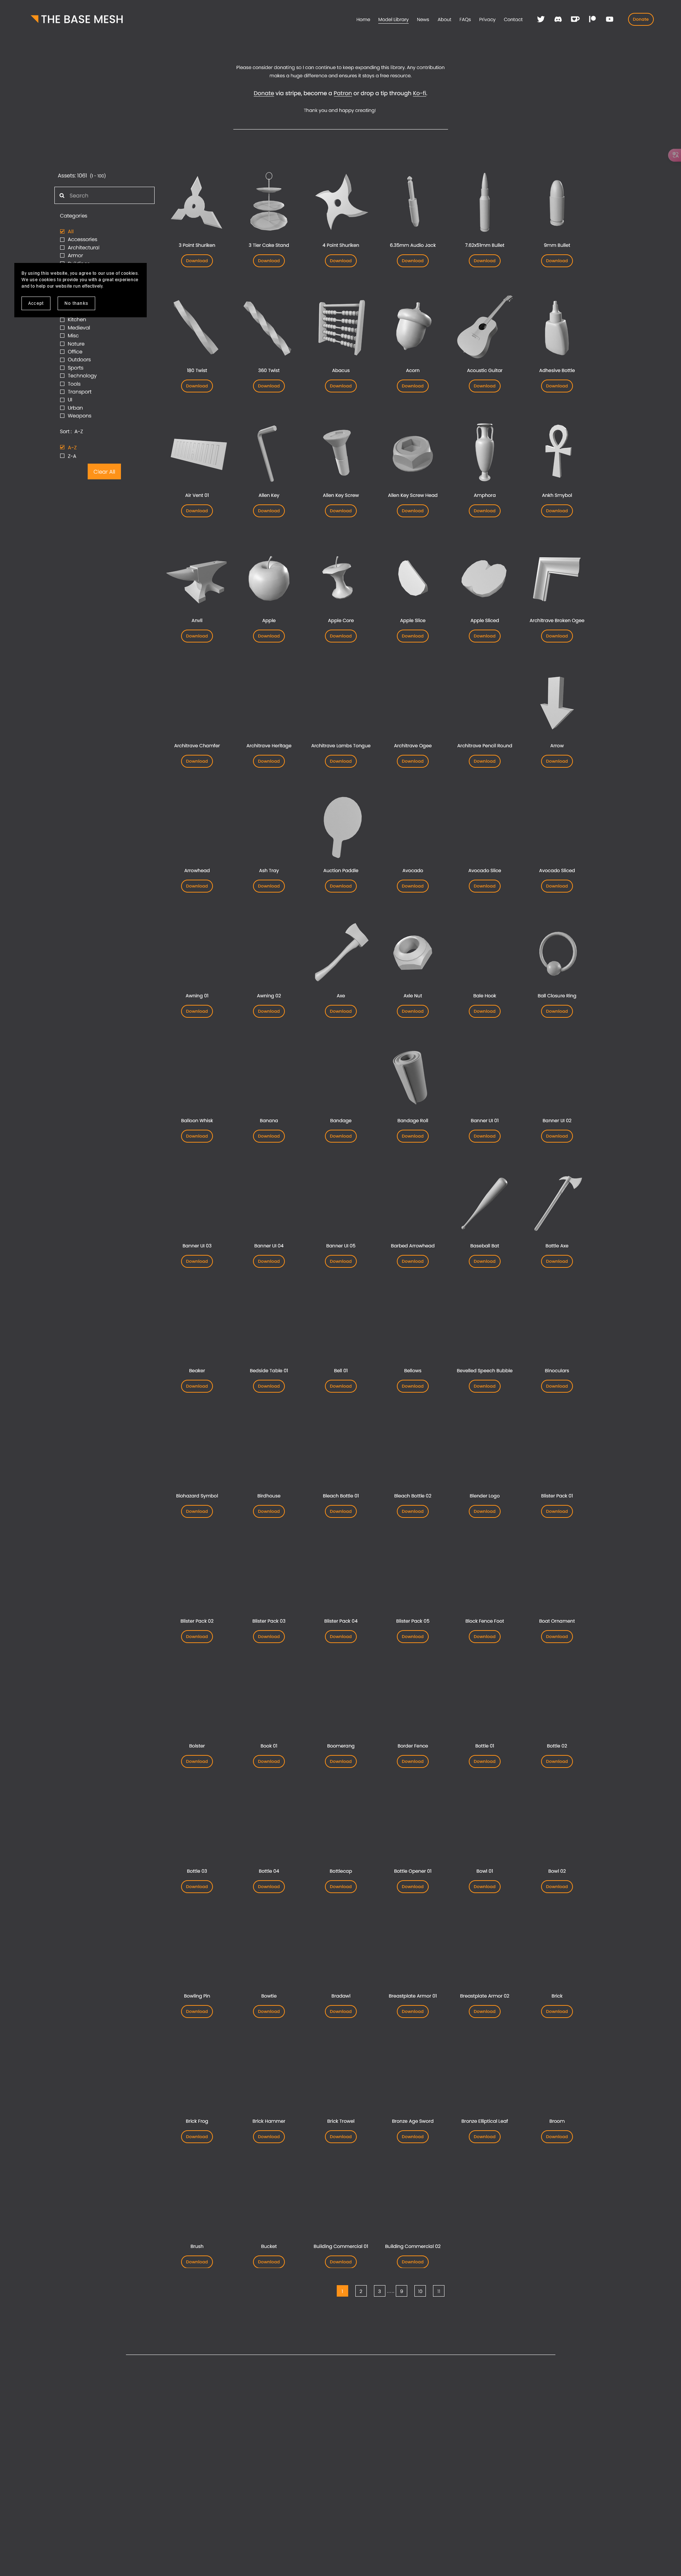 THE BASE MESH
Home Model Library News About FAQs Privacy Contact Donate
Please consider donating so I can continue to keep expanding this library. Any contribution
makes a huge difference and ensures it stays a free resource.
Donate via stripe, become a Patron or drop a tip through Ko-fi.
Thank you and happy creating!
Assets: 1061 (1 - 100)
Search
Categories
All
Accessories
Architectural
Armor
By using this website, you agree to our use of cookies.
We use cookies to provide you with a great experience
and to help our website run effectively.
Accept No thanks
Kitchen
Medieval
Misc
Nature
Office
Outdoors
Sports
Technology
Tools
Transport
UI
Urban
Weapons
Sort : A-Z
A-Z
Z-A
Clear All
3 Point Shuriken 3 Tier Cake Stand 4 Point Shuriken 6.35mm Audio Jack 7.62x51mm Bullet 9mm Bullet
Download Download Download Download Download Download
180 Twist 360 Twist Abacus Acorn Acoustic Guitar Adhesive Bottle
Download Download Download Download Download Download
Air Vent 01 Allen Key Allen Key Screw Allen Key Screw Head Amphora Ankh Smybol
Download Download Download Download Download Download
Anvil Apple Apple Core Apple Slice Apple Sliced Architrave Broken Ogee
Download Download Download Download Download Download
Architrave Chamfer Architrave Heritage Architrave Lambs Tongue Architrave Ogee Architrave Pencil Round Arrow
Download Download Download Download Download Download
Arrowhead Ash Tray Auction Paddle Avocado Avocado Slice Avocado Sliced
Download Download Download Download Download Download
Awning 01 Awning 02 Axe Axle Nut Bale Hook Ball Closure Ring
Download Download Download Download Download Download
Balloon Whisk Banana Bandage Bandage Roll Banner UI 01 Banner UI 02
Download Download Download Download Download Download
Banner UI 03 Banner UI 04 Banner UI 05 Barbed Arrowhead Baseball Bat Battle Axe
Download Download Download Download Download Download
Beaker Bedside Table 01 Bell 01 Bellows Bevelled Speech Bubble Binoculars
Download Download Download Download Download Download
Biohazard Symbol Birdhouse Bleach Bottle 01 Bleach Bottle 02 Blender Logo Blister Pack 01
Download Download Download Download Download Download
Blister Pack 02 Blister Pack 03 Blister Pack 04 Blister Pack 05 Block Fence Foot Boat Ornament
Download Download Download Download Download Download
Bolster Book 01 Boomerang Border Fence Bottle 01 Bottle 02
Download Download Download Download Download Download
Bottle 03 Bottle 04 Bottlecap Bottle Opener 01 Bowl 01 Bowl 02
Download Download Download Download Download Download
Bowling Pin Bowtie Bradawl Breastplate Armor 01 Breastplate Armor 02 Brick
Download Download Download Download Download Download
Brick Frog Brick Hammer Brick Trowel Bronze Age Sword Bronze Elliptical Leaf Broom
Download Download Download Download Download Download
Brush Bucket Building Commercial 01 Building Commercial 02
Download Download Download Download
1 2 3 ..... 9 10